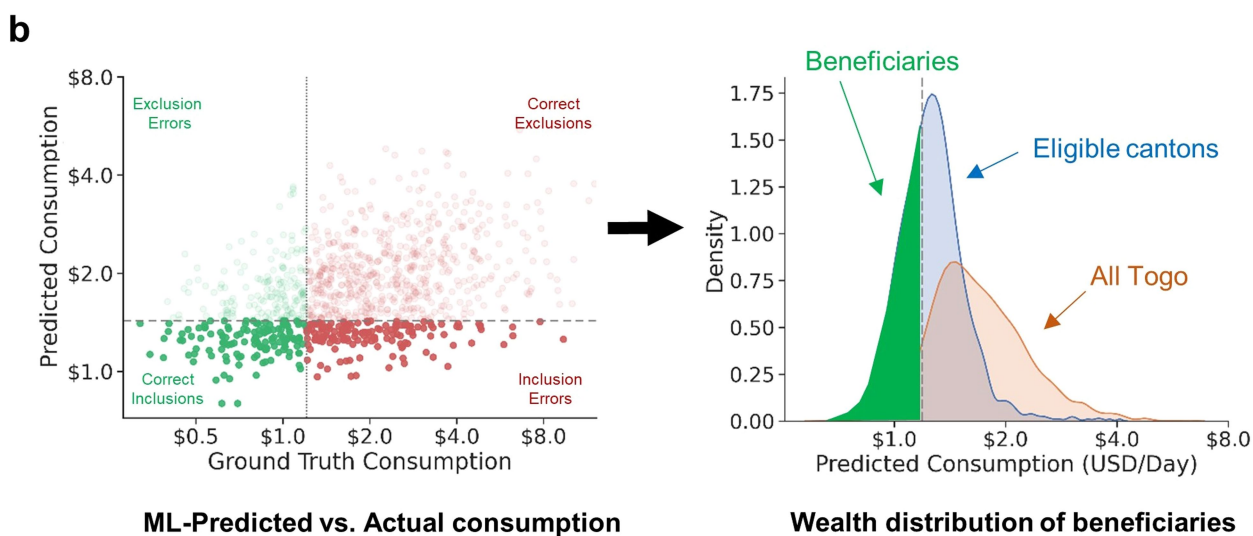 b
$8.0
$4.0
$2.0
$1.0
Predicted Consumption
Exclusion
Errors
Correct
Exclusions
Correct
Inclusions
Inclusion
Errors
$0.5 $1.0 $2.0 $4.0 $8.0
Ground Truth Consumption
ML-Predicted vs. Actual consumption
Beneficiaries
Eligible cantons
All Togo
1.75
1.50
1.25
1.00
0.75
0.50
0.25
0.00
Density
$1.0 $2.0 $4.0 $8.0
Predicted Consumption (USD/Day)
Wealth distribution of beneficiaries